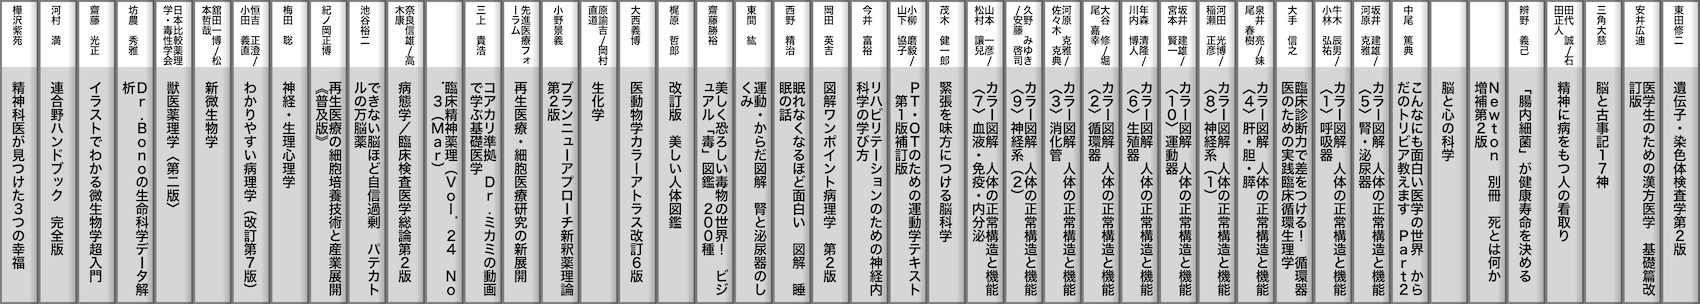 東田修二
遺伝子・染色体検査学第2版
安井広迪
医学生のための漢方医学　基礎篇改
訂版
三角大慈
脳と古事記17神
田代　誠／石
田正人
精神に病をもつ人の看取り
辨野　義己
「腸内細菌」が健康寿命を決める
Newton　別冊　死とは何か
増補第2版
脳と心の科学
中尾　篤典
こんなにも面白い医学の世界　から
だのトリビア教えます　Part2
坂井　建雄／
河原　克雅
カラー図解　人体の正常構造と機能
〈5〉腎・泌尿器
牛木　辰男／
小林　弘祐
カラー図解　人体の正常構造と機能
〈1〉呼吸器
大手　信之
臨床診断力で差をつける！　循環器
医のための実践臨床循環生理学
泉井　亮／妹
尾　春樹
カラー図解　人体の正常構造と機能
〈4〉肝・胆・膵
河田　光博／
稲瀬　正彦
カラー図解　人体の正常構造と機能
〈8〉神経系（1）
坂井　建雄／
宮本　賢一
カラー図解　人体の正常構造と機能
〈10〉運動器
年森　清隆／
川内　博人
カラー図解　人体の正常構造と機能
〈6〉生殖器
大谷　修／堀
尾　嘉幸
カラー図解　人体の正常構造と機能
〈2〉循環器
河原　克雅／
佐々木　克典
カラー図解　人体の正常構造と機能
〈3〉消化管
久野　みゆき
／安藤　啓司
カラー図解　人体の正常構造と機能
〈9〉神経系（2）
山本　一彦／
松村　讓兒
カラー図解　人体の正常構造と機能
〈7〉血液・免疫・内分泌
茂木　健一郎
緊張を味方につける脳科学
小柳　磨毅／
山下　協子
PT・OTのための運動学テキスト
　第1版補訂版
今井　富裕
リハビリテーションのための神経内
科学の学び方
岡田　英吉
図解ワンポイント病理学　第2版
西野　精治
眠れなくなるほど面白い　図解　睡
眠の話
東間　紘
運動・からだ図解　腎と泌尿器のし
くみ
齋藤勝裕
美しく恐ろしい毒物の世界！　ビジ
ュアル「毒」図鑑　200種
梶原　哲郎
改訂版　美しい人体図鑑
大西義博
医動物学カラーアトラス改訂6版
原諭吉／岡村
直道
生化学
小野景義
ブランニューアプローチ新釈薬理論
第2版
先進医療フォ
ーラム
再生医療・細胞医療研究の新展開
三上　貴浩
コアカリ準拠　Dr.ミカミの動画
で学ぶ基礎医学
臨床精神薬理（Vol.24　No
.3（Mar）
奈良信雄／高
木康
病態学／臨床検査医学総論第2版
池谷裕二
できない脳ほど自信過剰　パテカト
ルの万脳薬
紀ノ岡正博
再生医療の細胞培養技術と産業展開
《普及版》
梅田　聡
神経・生理心理学
恒吉　正澄／
小田　義直
わかりやすい病理学（改訂第7版）
舘田一博／松
本哲哉
新微生物学
日本比較薬理
学・毒性学会
獣医薬理学〈第二版〉
坊農　秀雅
Dr.Bonoの生命科学データ解
析
齋藤　光正
イラストでわかる微生物学超入門
河村　満
連合野ハンドブック　完全版
樺沢紫苑
精神科医が見つけた3つの幸福